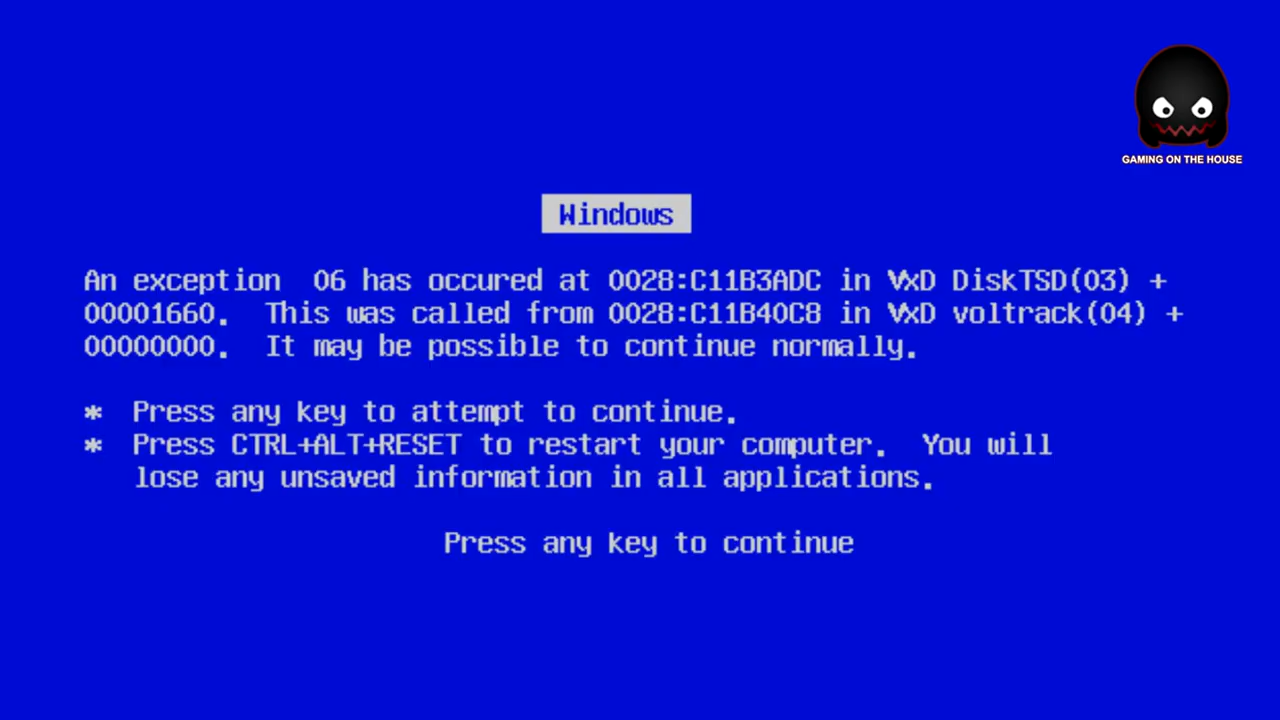 GAMING ON THE HOUSE
Windows
An exception 06 has occured at 0028:C11B3ADC in VxD DiskTSD(03) +
00001660. This was called from 0028:C11B40C8 in VxD voltrack(04) +
00000000. It may be possible to continue normally.
* Press any key to attempt to continue.
* Press CTRL+ALT+RESET to restart your computer. You will
lose any unsaved information in all applications.
Press any key to continue